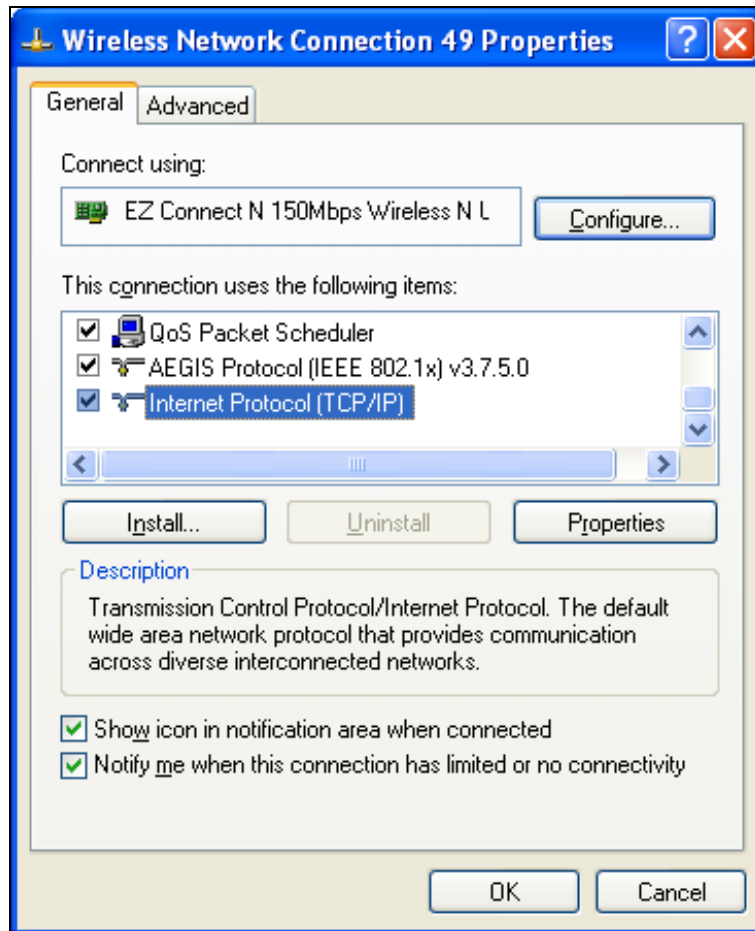 Wireless Network Connection 49 Properties
General
Advanced
Connect using:
EZ Connect N 150Mbps Wireless N
Configure...
This connection uses the following items:
QoS Packet Scheduler
AEGIS Protocol (IEEE 802.1x) v3.7.5.0
Internet Protocol (TCP/IP)
Install...
Uninstall
Properties
Description
Transmission Control Protocol/Internet Protocol. The default
wide area network protocol that provides communication
across diverse interconnected networks.
Show icon in notification area when connected
Notify me when this connection has limited or no connectivity
OK
Cancel